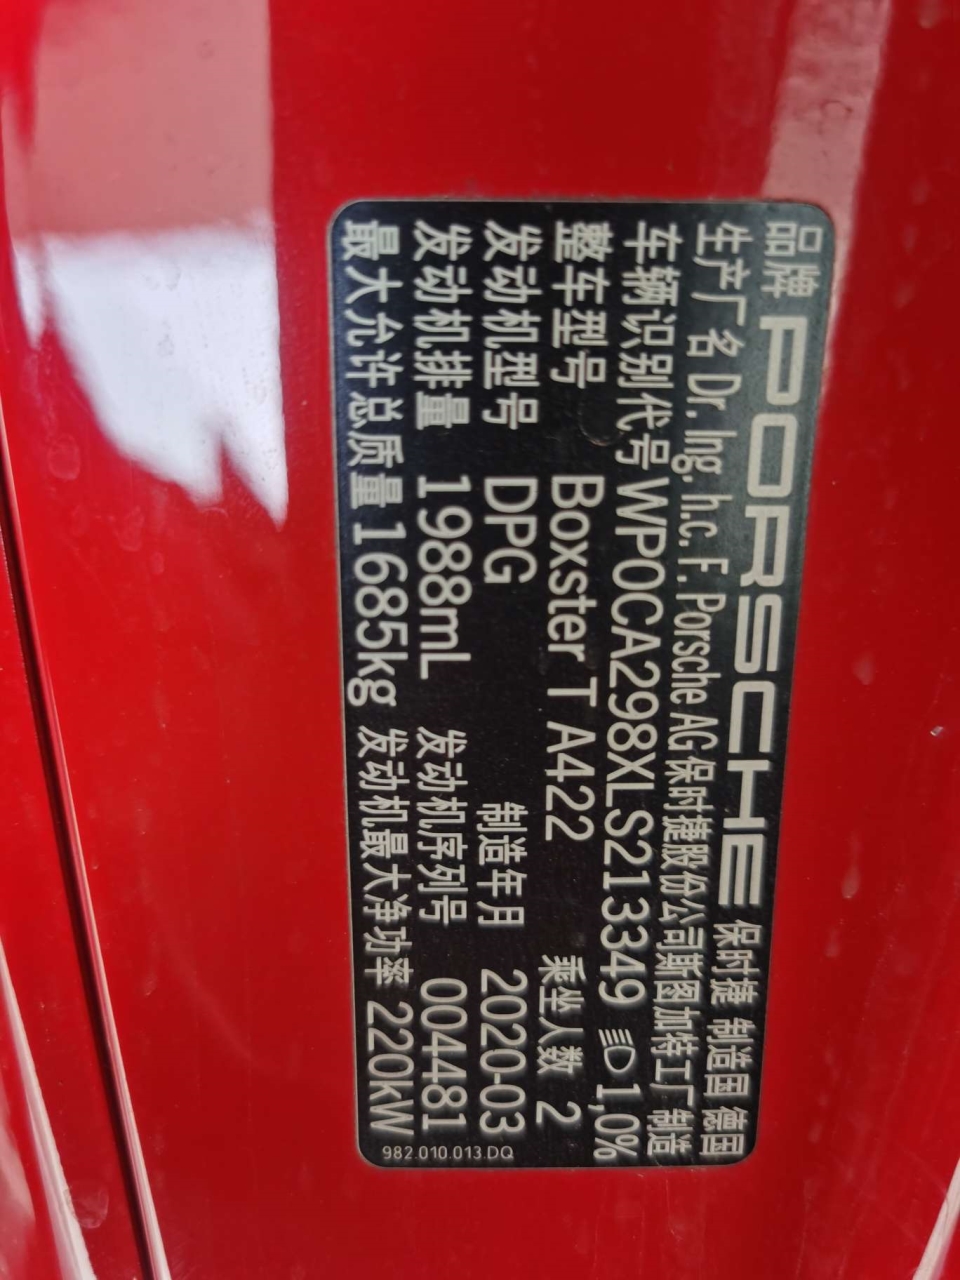 品牌 PORSCHE 保时捷 制造国 德国
生产厂名 Dr. Ing. h.c. F. Porsche AG 保时捷股份公司斯图加特工厂制造
车辆识别代号 WP0CA298XLS213349 1,0%
整车型号 Boxster T A422 乘坐人数 2
发动机型号 DPG 制造年月 2020-03
发动机排量 1988mL 发动机序列号 004481
最大允许总质量 1685kg 发动机最大净功率 220kW
982.010.013.DQ